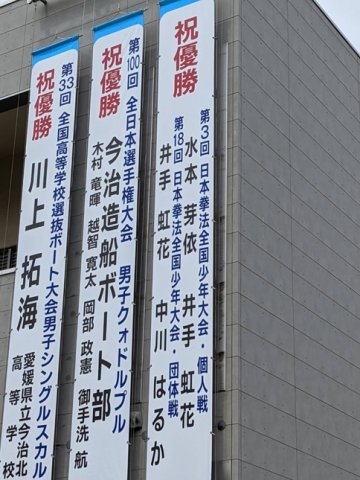 祝優勝
第3回 日本拳法全国少年大会・個人戦
水本 芽依 井手 虹花
第18回 日本拳法全国少年大会・団体戦
井手 虹花 中川 はるか
祝優勝
第100回 全日本選手権大会 男子クォドルプル
今治造船ボート部
木村 竜暉 越智 寛太 岡部 政憲 御手洗 航
祝優勝
第33回 全国高等学校選抜ボート大会男子シングルスカル
川上 拓海
愛媛県立今治北
高等学校